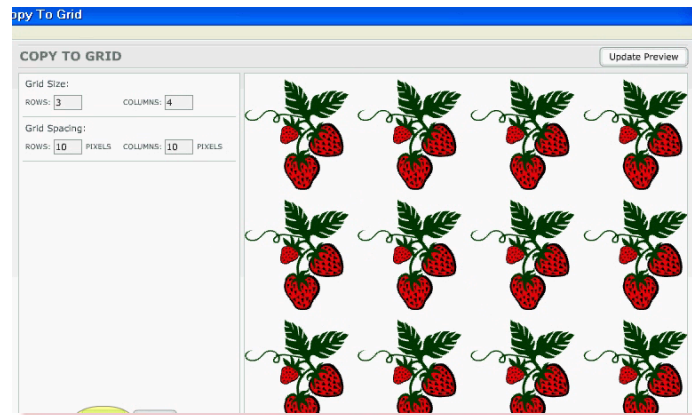 opy To Grid
COPY TO GRID
Update Preview
Grid Size:
ROWS: 3 COLUMNS: 4
Grid Spacing:
ROWS: 10 PIXELS COLUMNS: 10 PIXELS